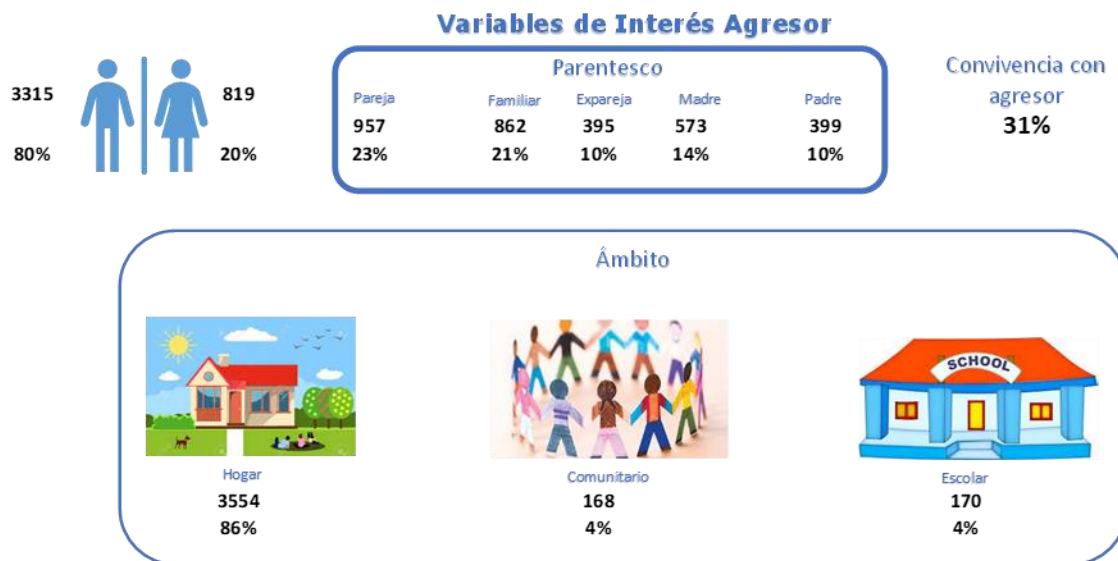 Variables de Interés Agresor
3315
819
80%
20%
Parentesco
Pareja Familiar Expareja Madre Padre
957 862 395 573 399
23% 21% 10% 14% 10%
Convivencia con
agresor
31%
Ámbito
SCHOOL
Hogar Comunitario Escolar
3554 168 170
86% 4% 4%